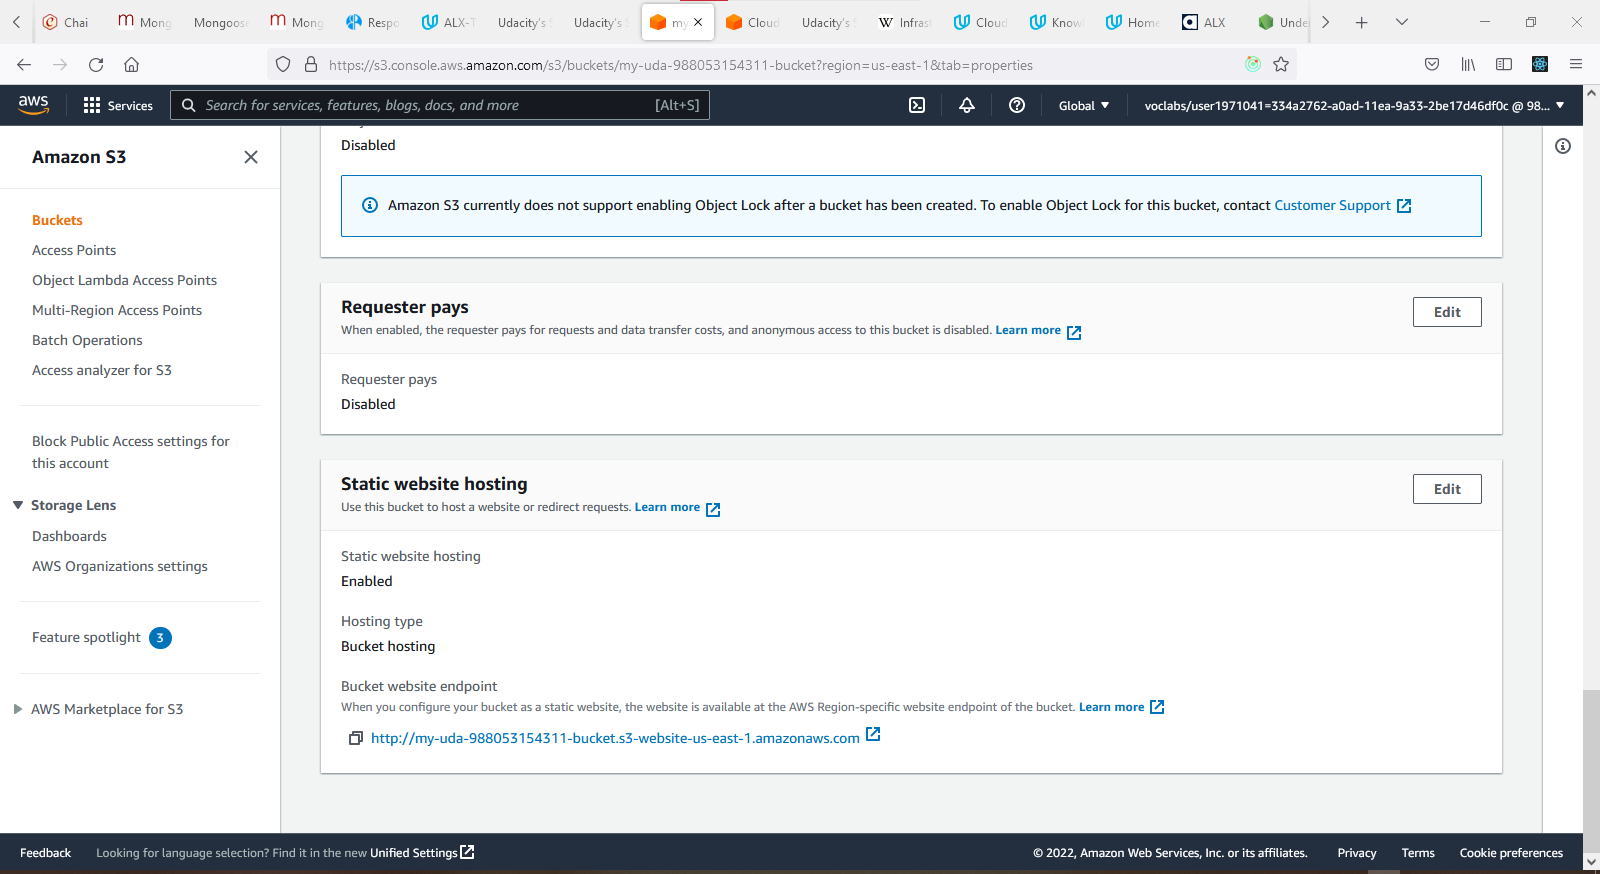 Chai
Mong
Mongoose
Mong
Respo
ALX-T
Udacity's S
Udacity's S
my
Cloud
Udacity's S
W Infrast
Cloud
Know
Home
ALX
Unde
https://s3.console.aws.amazon.com/s3/buckets/my-uda-988053154311-bucket?region=us-east-1&tab=properties
aws
Services
Search for services, features, blogs, docs, and more [Alt+S]
Global
voclabs/user1971041=334a2762-a0ad-11ea-9a33-2be17d46df0c @ 98...
Amazon S3
Buckets
Access Points
Object Lambda Access Points
Multi-Region Access Points
Batch Operations
Access analyzer for S3
Block Public Access settings for
this account
Storage Lens
Dashboards
AWS Organizations settings
Feature spotlight 3
AWS Marketplace for S3
Disabled
Amazon S3 currently does not support enabling Object Lock after a bucket has been created. To enable Object Lock for this bucket, contact Customer Support
Requester pays
Edit
When enabled, the requester pays for requests and data transfer costs, and anonymous access to this bucket is disabled. Learn more
Requester pays
Disabled
Static website hosting
Edit
Use this bucket to host a website or redirect requests. Learn more
Static website hosting
Enabled
Hosting type
Bucket hosting
Bucket website endpoint
When you configure your bucket as a static website, the website is available at the AWS Region-specific website endpoint of the bucket. Learn more
http://my-uda-988053154311-bucket.s3-website-us-east-1.amazonaws.com
Feedback
Looking for language selection? Find it in the new Unified Settings
© 2022, Amazon Web Services, Inc. or its affiliates.
Privacy
Terms
Cookie preferences